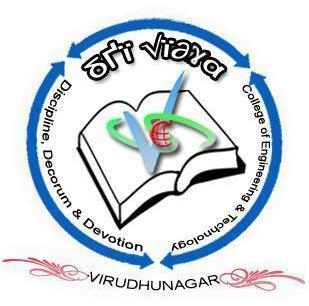 Sri Vidya
College of Engineering & Technology
Discipline, Decorum & Devotion
VIRUDHUNAGAR